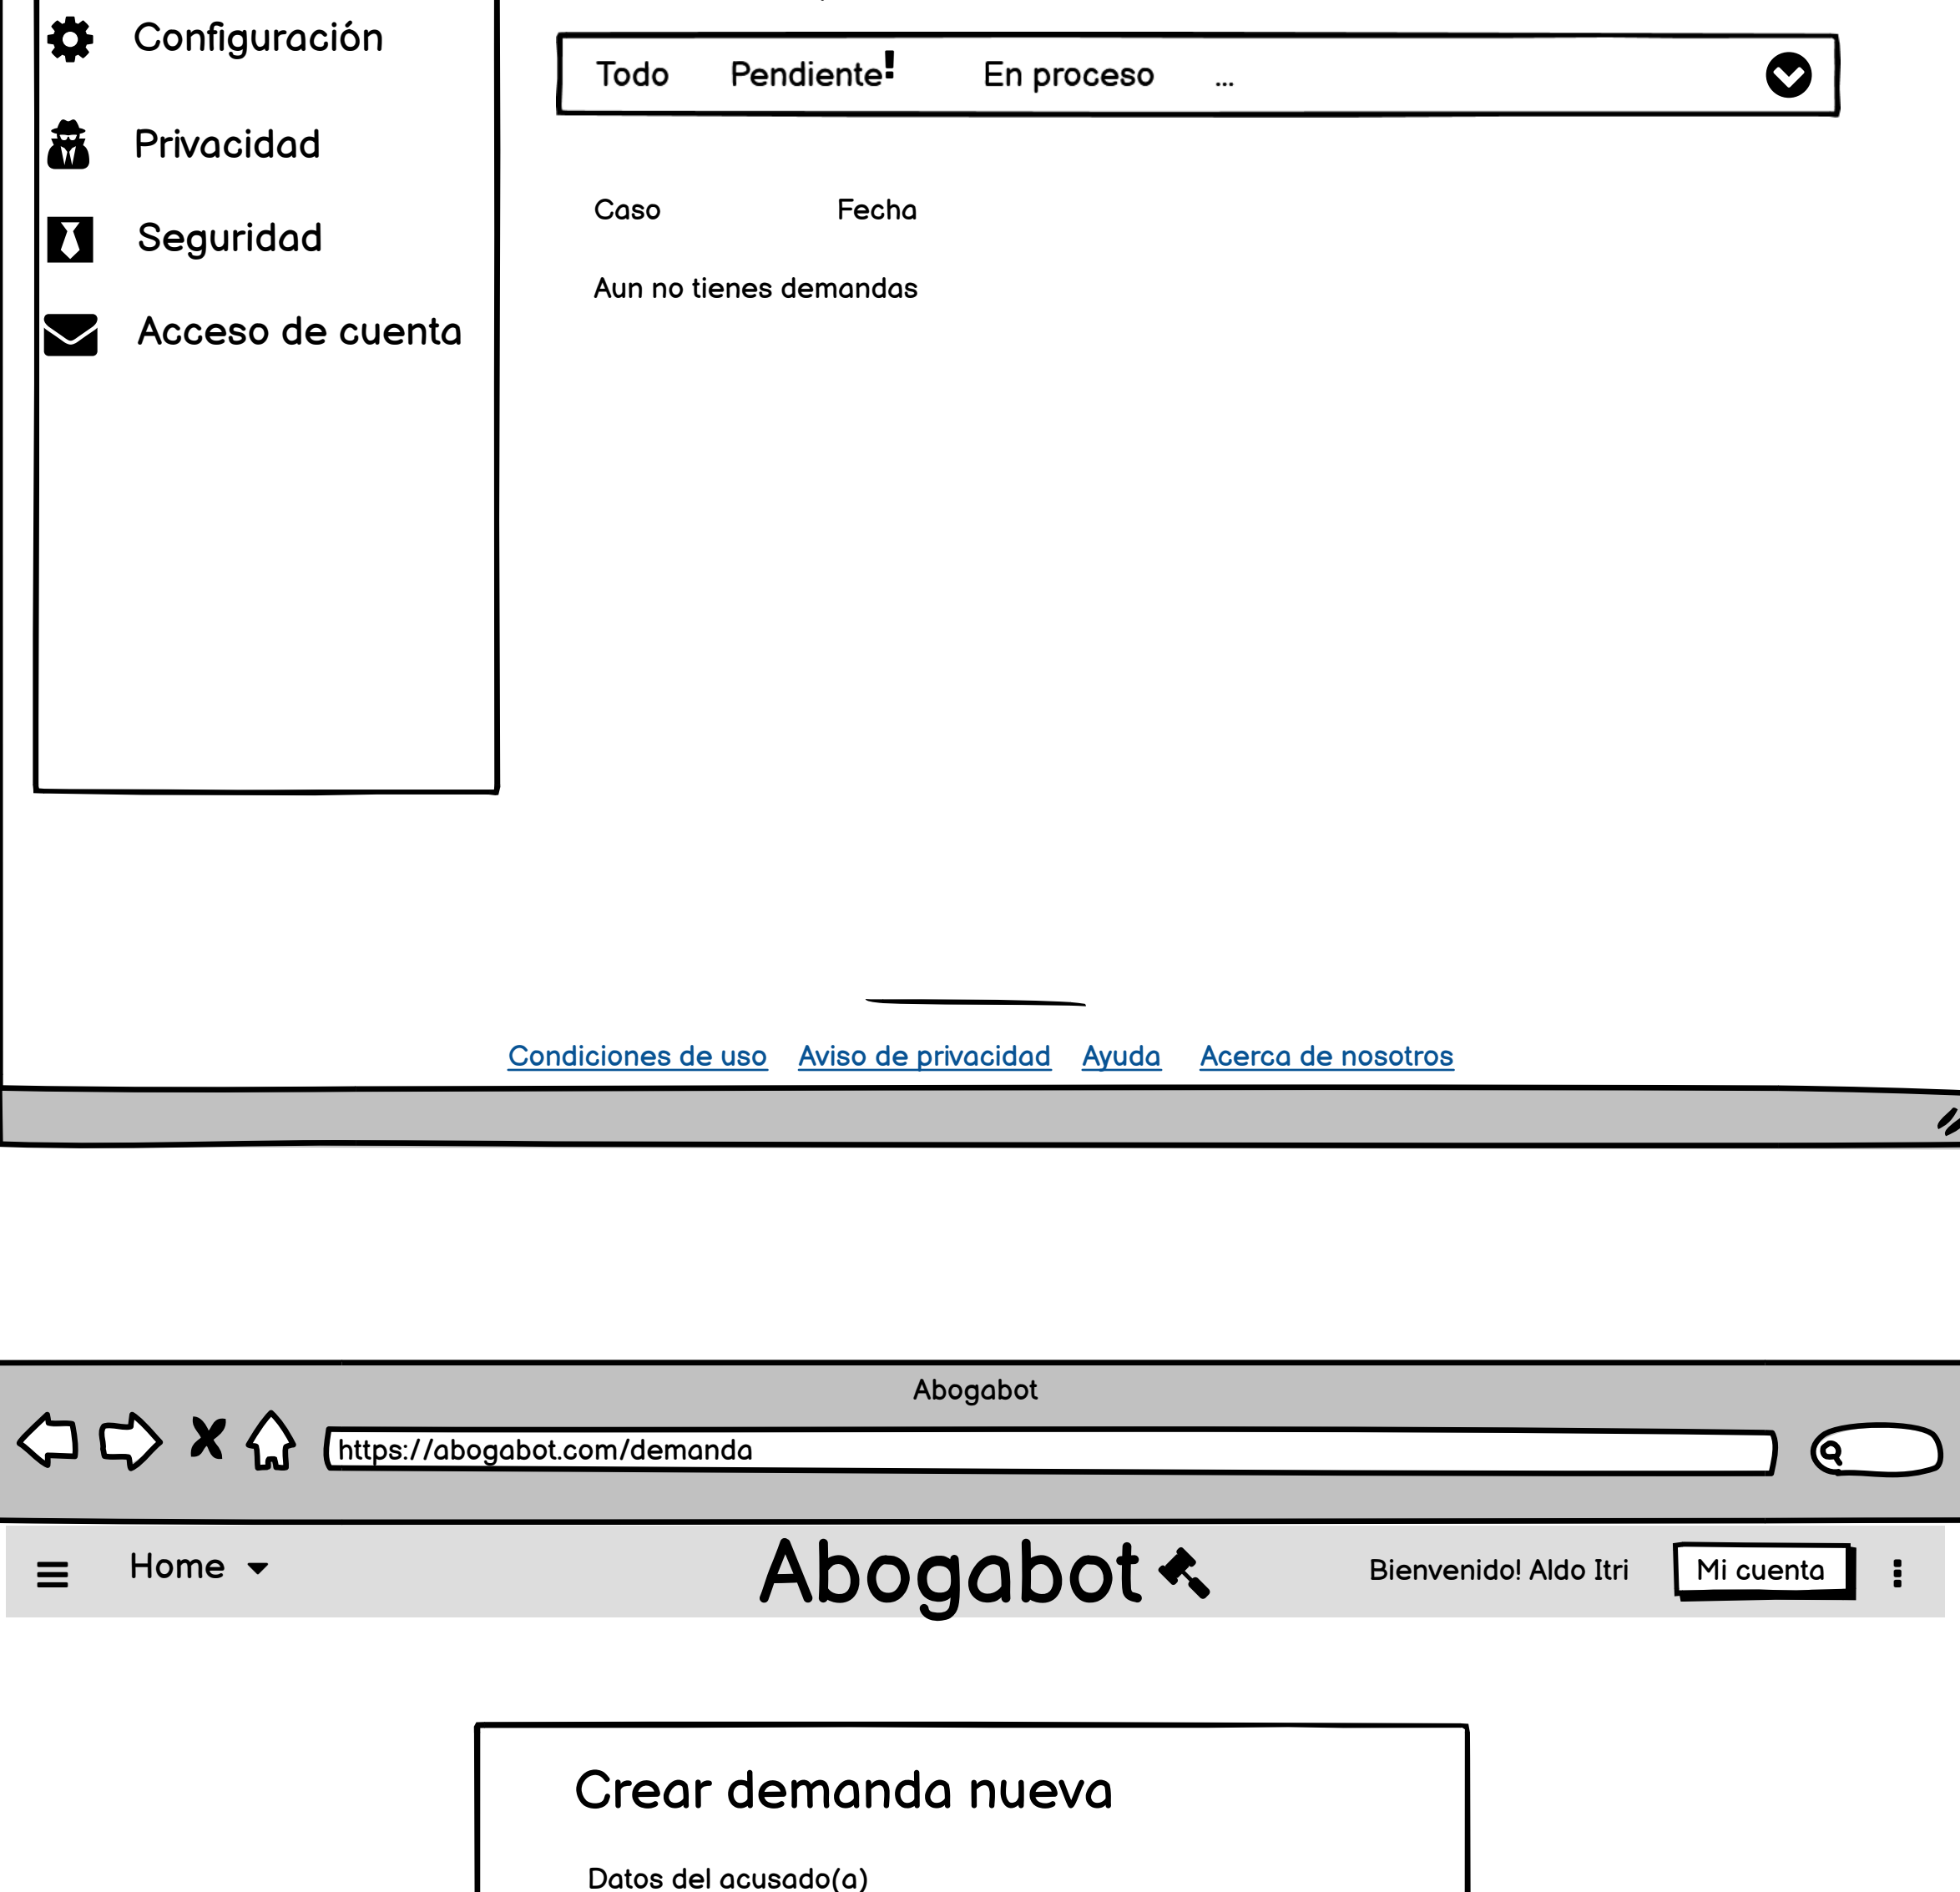 Configuración
Privacidad
Seguridad
Acceso de cuenta
Todo Pendiente! En proceso ...
Caso Fecha
Aun no tienes demandas
Condiciones de uso Aviso de privacidad Ayuda Acerca de nosotros
Abogabot
https://abogabot.com/demanda
Home Abogabot Bienvenido! Aldo Itri Mi cuenta
Crear demanda nueva
Datos del acusado(a)